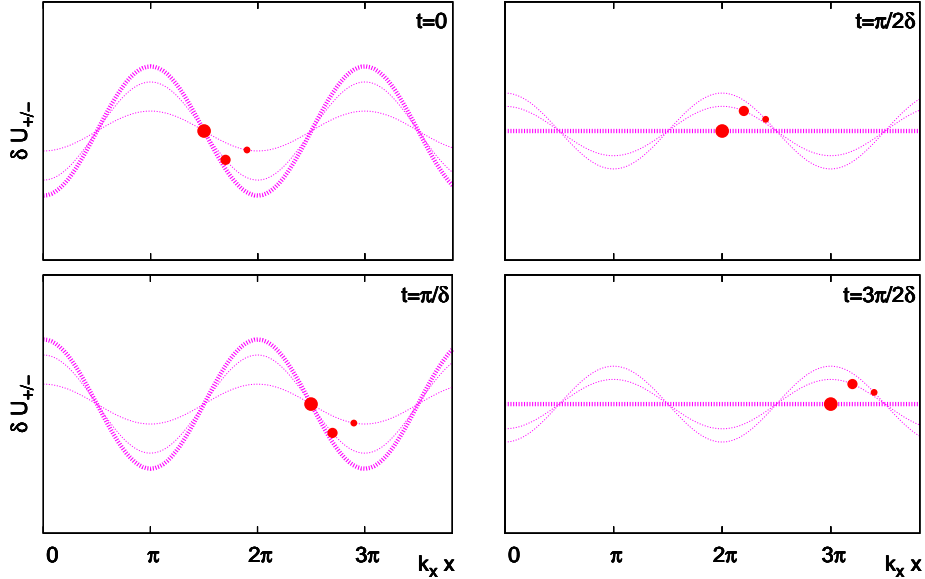 t=0
t=π/2δ
δ U+/-
t=π/δ
t=3π/2δ
δ U+/-
0 π 2π 3π kx x
0 π 2π 3π kx x